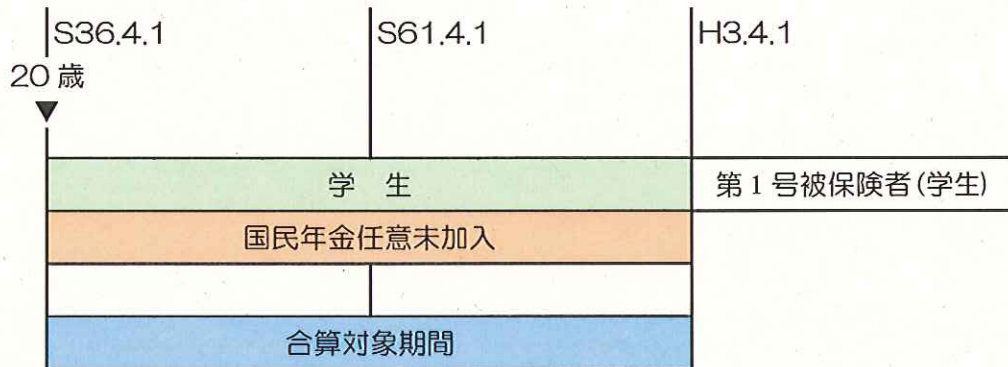 S36.4.1
S61.4.1
H3.4.1
20歳
学 生
第1号被保険者(学生)
国民年金任意未加入
合算対象期間